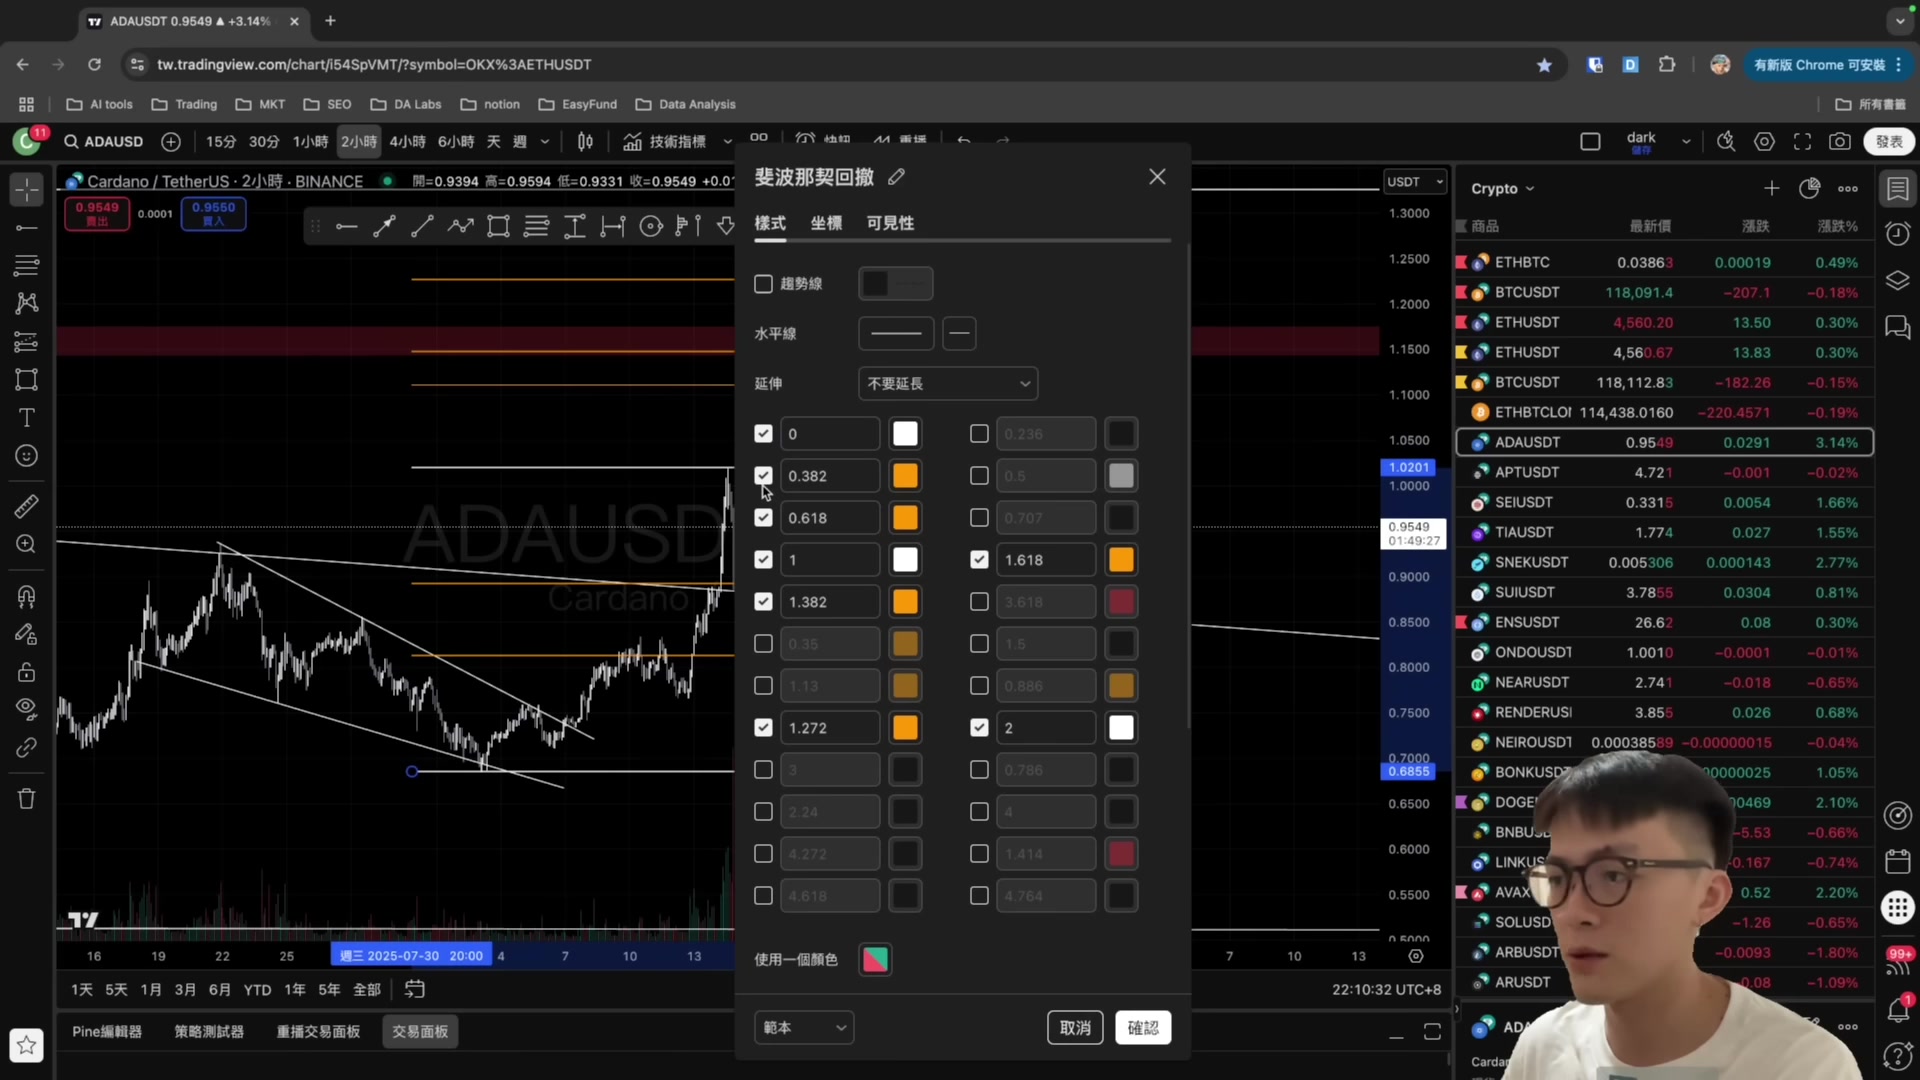 ADAUSDT 0.9549 ▲ +3.14%
tw.tradingview.com/chart/i54SpVMT/?symbol=OKX%3AETHUSDT
D
有新版 Chrome 可安裝
AI tools
Trading
MKT
SEO
DA Labs
notion
EasyFund
Data Analysis
所有書籤
C
11
ADAUSD
15分 30分 1小時 2小時 4小時 6小時 天 週
技術指標
快訊
重播
dark
儲存
發表
Cardano / TetherUS · 2小時 · BINANCE
開=0.9394 高=0.9594 低=0.9331 收=0.9549 +0.01
0.9549
賣出
0.0001
0.9550
買入
ADAUSD
Cardano
斐波那契回撤
樣式
坐標
可見性
趨勢線
水平線
延伸
不要延長
0
0.236
0.382
0.5
0.618
0.707
1
1.618
1.382
3.618
0.35
1.5
1.13
0.886
1.272
2
3
0.786
2.24
4
4.272
1.414
4.618
4.764
使用一個顏色
範本
取消
確認
USDT
1.3000
1.2500
1.2000
1.1500
1.1000
1.0500
1.0201
1.0000
0.9549
01:49:27
0.9000
0.8500
0.8000
0.7500
0.7000
0.6855
0.6500
0.6000
0.5500
0.5000
16 19 22 25
週三 2025-07-30 20:00
4 7 10 13
7 10 13
1天 5天 1月 3月 6月 YTD 1年 5年 全部
22:10:32 UTC+8
Pine編輯器
策略測試器
重播交易面板
交易面板
Crypto
商品 最新價 漲跌 漲跌%
ETHBTC 0.03863 0.00019 0.49%
BTCUSDT 118,091.4 −207.1 −0.18%
ETHUSDT 4,560.20 13.50 0.30%
ETHUSDT 4,560.67 13.83 0.30%
BTCUSDT 118,112.83 −182.26 −0.15%
ETHBTCLO 114,438.0160 −220.4571 −0.19%
ADAUSDT 0.9549 0.0291 3.14%
APTUSDT 4.721 −0.001 −0.02%
SEIUSDT 0.3315 0.0054 1.66%
TIAUSDT 1.774 0.027 1.55%
SNEKUSDT 0.005306 0.000143 2.77%
SUIUSDT 3.7855 0.0304 0.81%
ENSUSDT 26.62 0.08 0.30%
ONDOUSDT 1.0010 −0.0001 −0.01%
NEARUSDT 2.741 −0.018 −0.65%
RENDERUS 3.855 0.026 0.68%
NEIROUSDT 0.00038589 −0.00000015 −0.04%
BONKUSD 00000025 1.05%
DOGE 00469 2.10%
BNBUS −5.53 −0.66%
LINKUS −0.167 −0.74%
AVAX 0.52 2.20%
SOLUSD −1.26 −0.65%
ARBUSDT −0.0093 −1.80%
ARUSDT −0.08 −1.09%
ADA
Cardan
99+
1